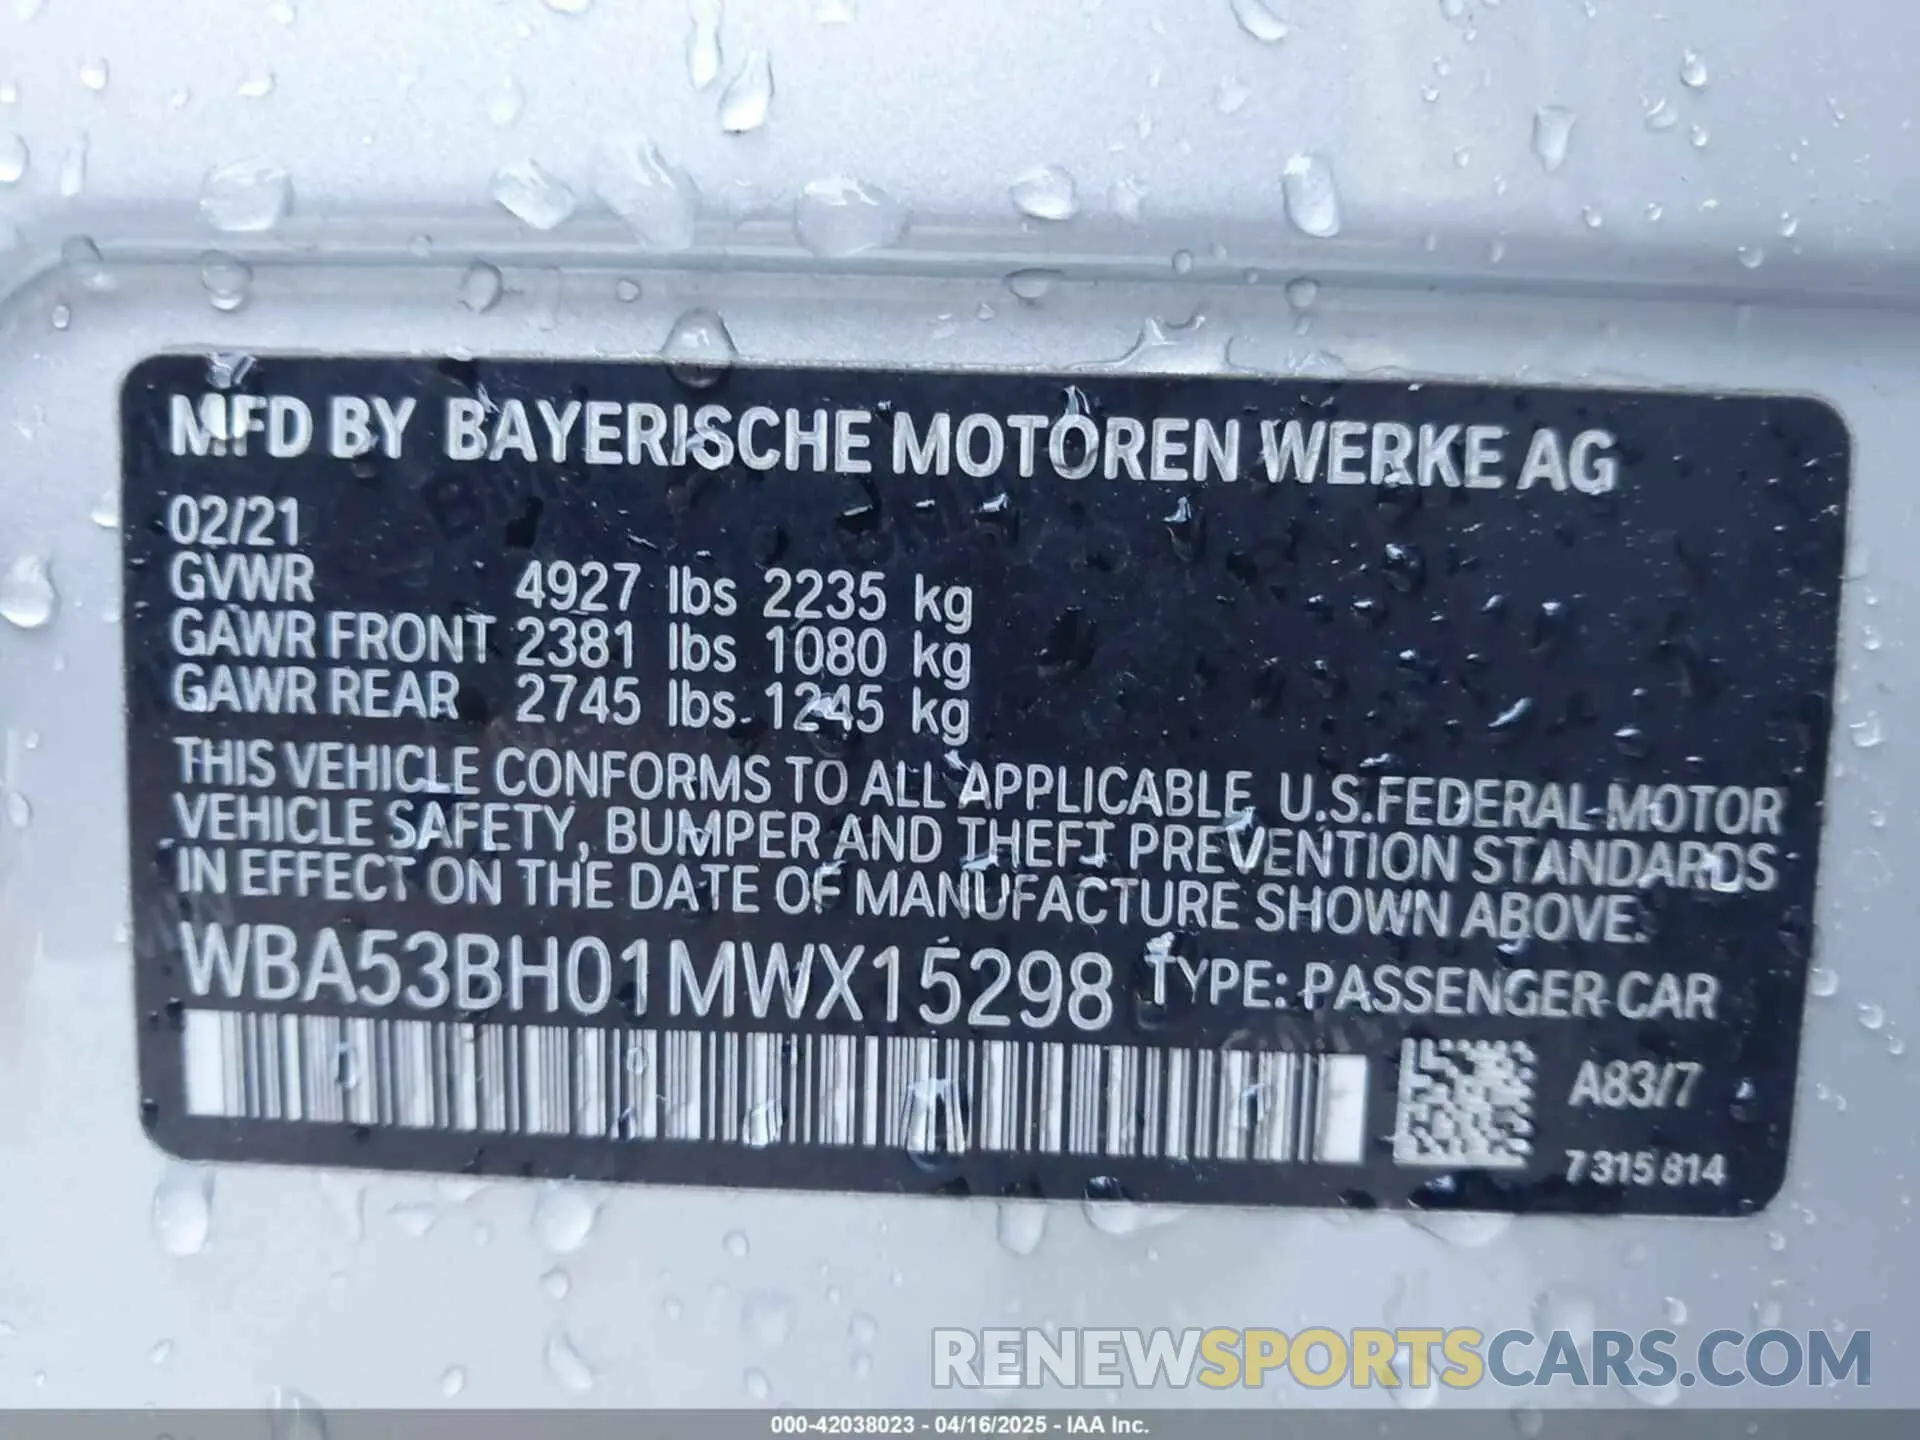 MFD BY BAYERISCHE MOTOREN WERKE AG
02/21
GVWR 4927 lbs 2235 kg
GAWR FRONT 2381 lbs 1080 kg
GAWR REAR 2745 lbs 1245 kg
THIS VEHICLE CONFORMS TO ALL APPLICABLE U.S.FEDERAL MOTOR
VEHICLE SAFETY, BUMPER AND THEFT PREVENTION STANDARDS
IN EFFECT ON THE DATE OF MANUFACTURE SHOWN ABOVE.
WBA53BH01MWX15298 TYPE: PASSENGER CAR
A83/7
7 315 814
RENEWSPORTSCARS.COM
000-42038023 - 04/16/2025 - IAA Inc.